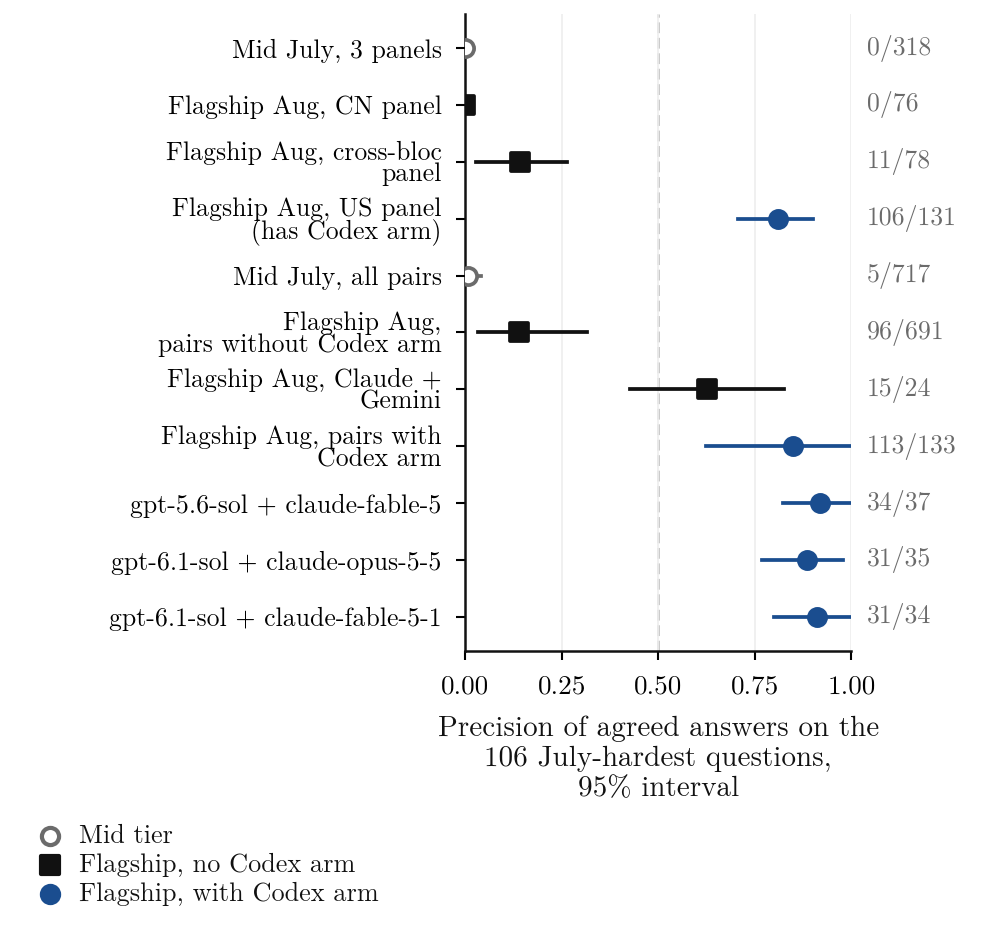 Mid July, 3 panels
0/318
Flagship Aug, CN panel
0/76
Flagship Aug, cross-bloc
panel
11/78
Flagship Aug, US panel
(has Codex arm)
106/131
Mid July, all pairs
5/717
Flagship Aug,
pairs without Codex arm
96/691
Flagship Aug, Claude +
Gemini
15/24
Flagship Aug, pairs with
Codex arm
113/133
gpt-5.6-sol + claude-fable-5
34/37
gpt-6.1-sol + claude-opus-5-5
31/35
gpt-6.1-sol + claude-fable-5-1
31/34
0.00 0.25 0.50 0.75 1.00
Precision of agreed answers on the
106 July-hardest questions,
95% interval
Mid tier
Flagship, no Codex arm
Flagship, with Codex arm